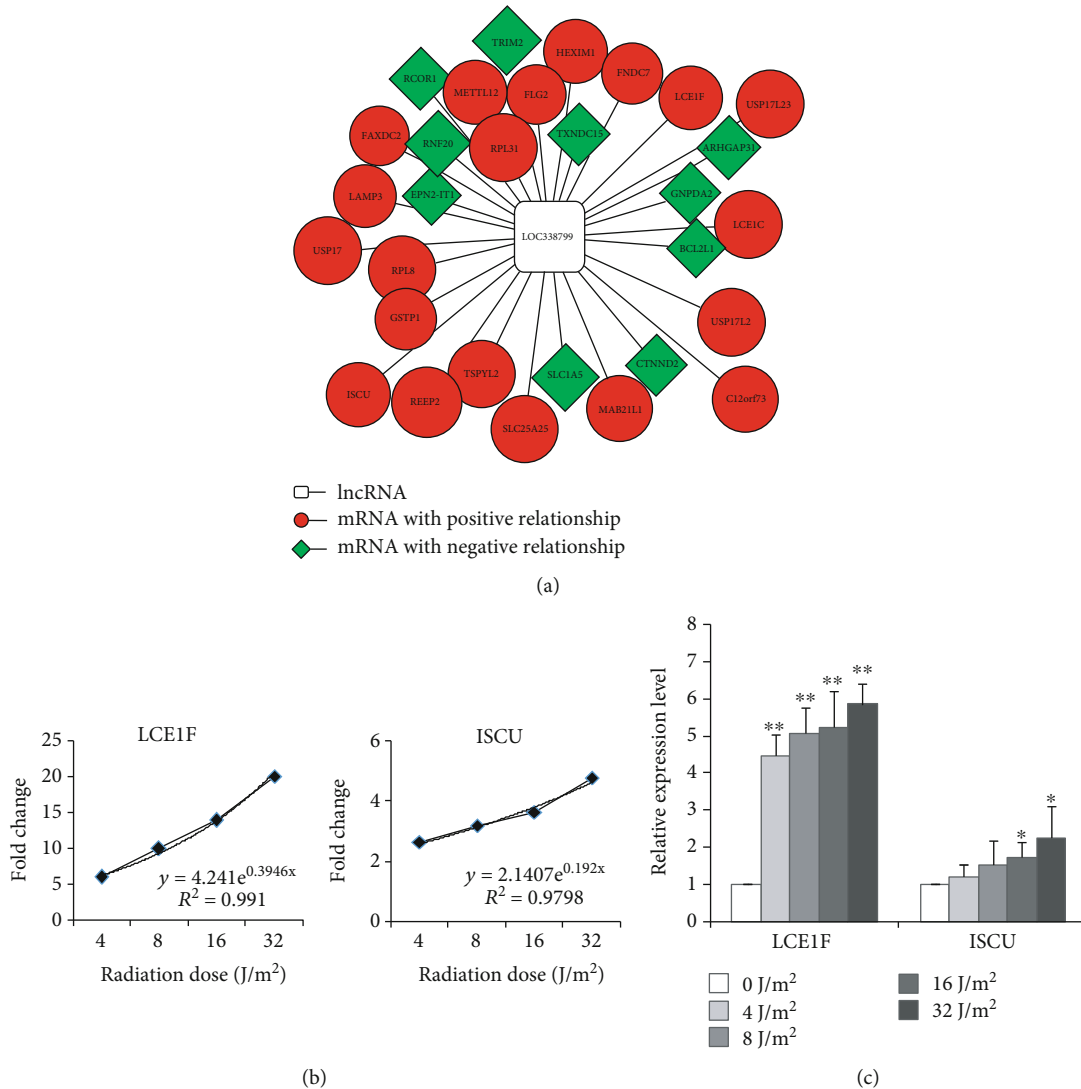 TRIM2
HEXIM1
RCOR1
FNDC7
METTL12
FLG2
LCE1F
USP17L23
TXNDC15
FAXDC2
RNF20
RPL31
ARHGAP31
LAMP3
EPN2-IT1
GNPDA2
LCE1C
LOC338799
USP17
BCL2L1
RPL8
GSTP1
USP17L2
TSPYL2
SLC1A5
CTNND2
ISCU
REEP2
C12orf73
MAB21L1
SLC25A25
lncRNA
mRNA with positive relationship
mRNA with negative relationship
(a)
LCE1F
Fold change
25
20
15
10
5
0
y = 4.241e^0.3946x
R² = 0.991
4 8 16 32
Radiation dose (J/m²)
ISCU
Fold change
6
4
2
0
y = 2.1407e^0.192x
R² = 0.9798
4 8 16 32
Radiation dose (J/m²)
(b)
Relative expression level
8
7
6
5
4
3
2
1
0
** ** ** **
* *
LCE1F ISCU
0 J/m²
4 J/m²
8 J/m²
16 J/m²
32 J/m²
(c)